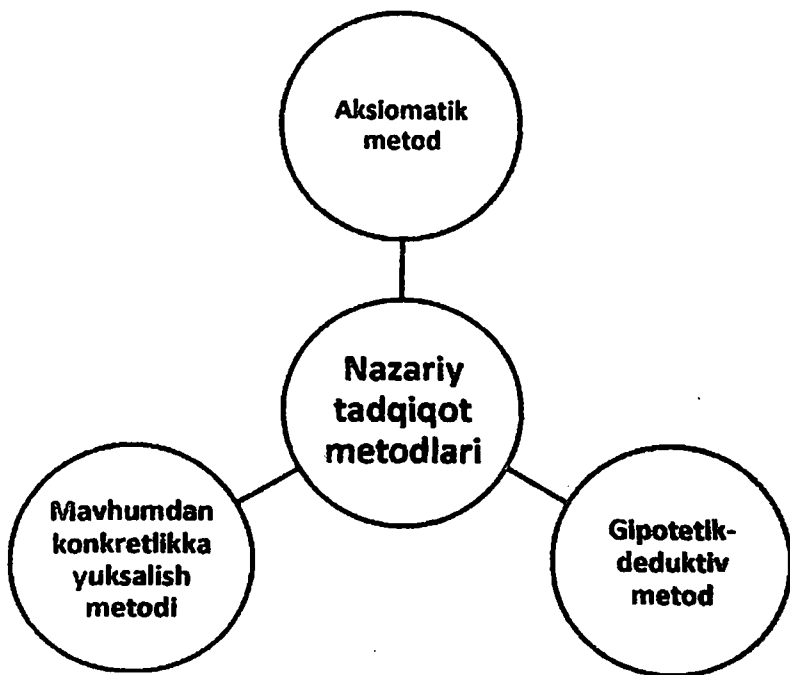 Aksiomatik
metod
Nazariy
tadqiqot
metodlari
Mavhumdan
konkretlikka
yuksalish
metodi
Gipotetik-
deduktiv
metod